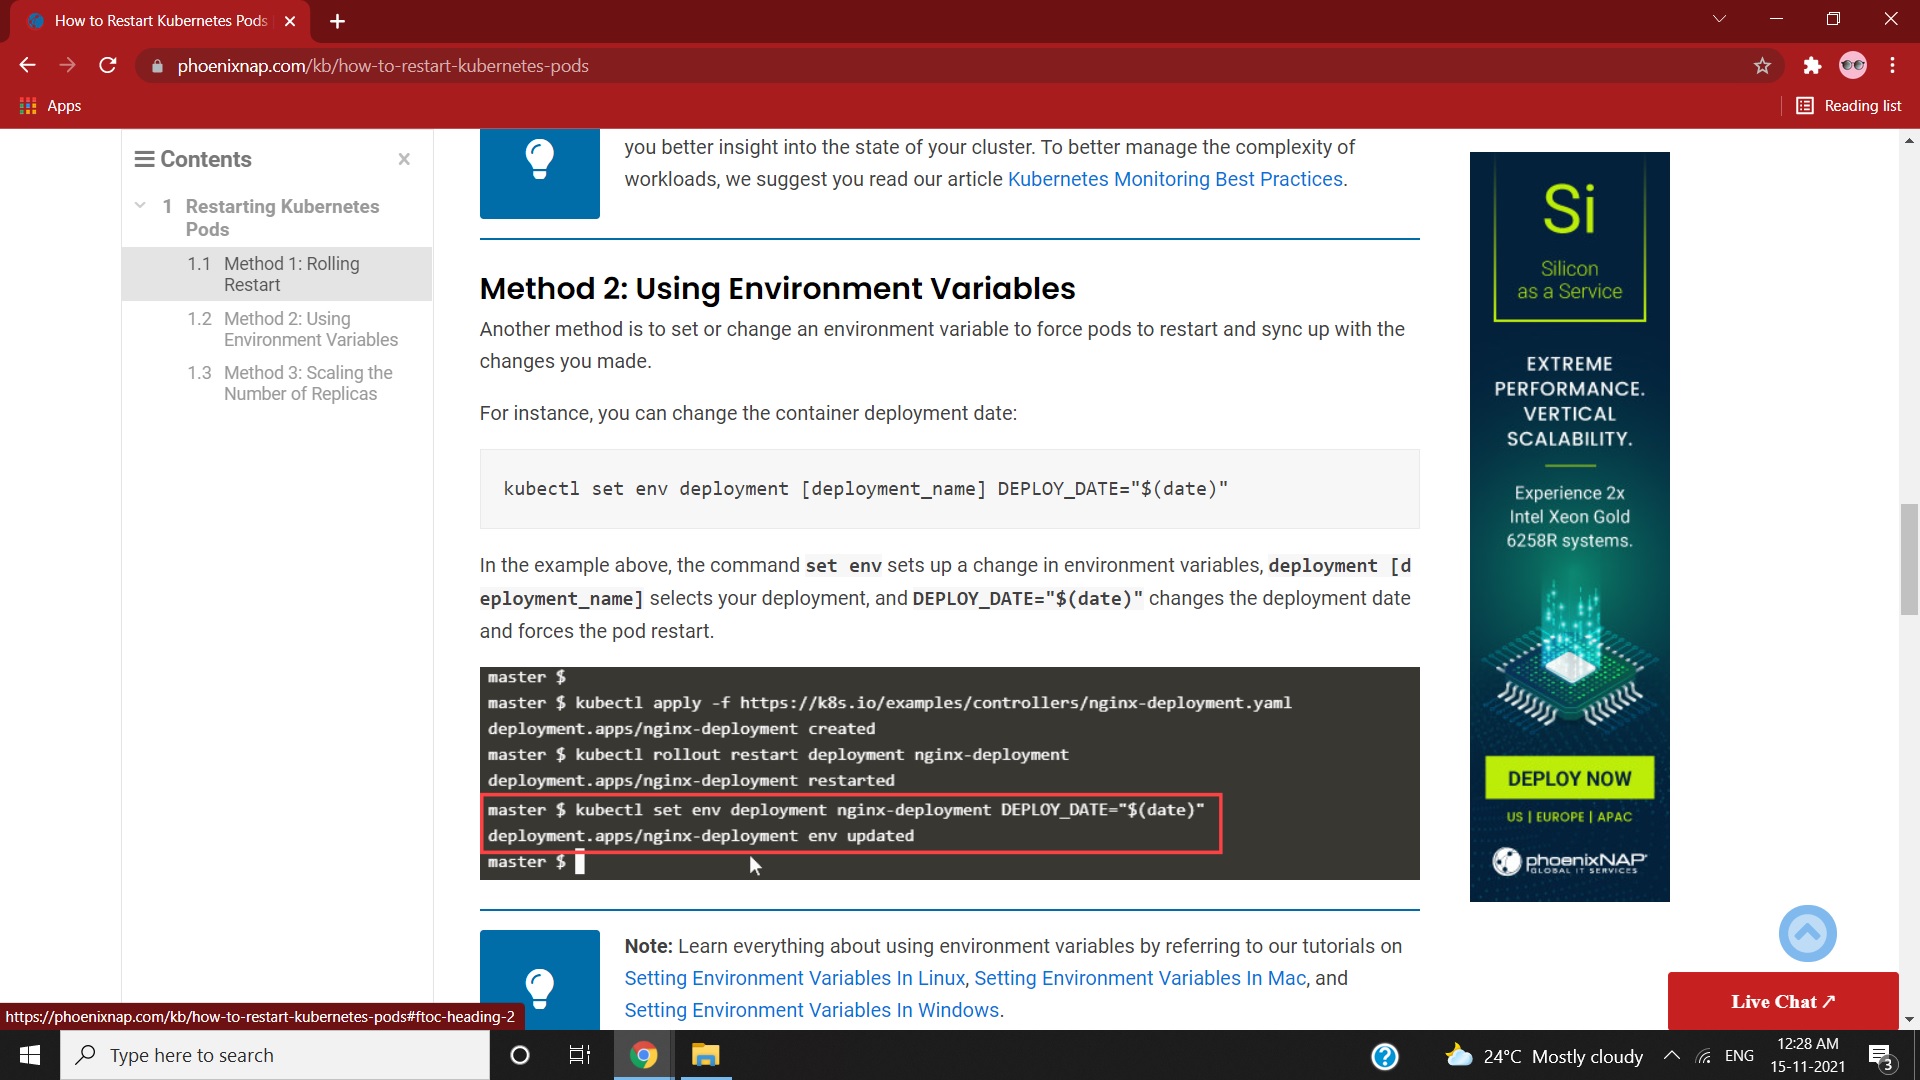 How to Restart Kubernetes Pods
phoenixnap.com/kb/how-to-restart-kubernetes-pods
Apps
Reading list
Contents
1 Restarting Kubernetes
Pods
1.1 Method 1: Rolling
Restart
1.2 Method 2: Using
Environment Variables
1.3 Method 3: Scaling the
Number of Replicas
you better insight into the state of your cluster. To better manage the complexity of
workloads, we suggest you read our article Kubernetes Monitoring Best Practices.
Method 2: Using Environment Variables
Another method is to set or change an environment variable to force pods to restart and sync up with the
changes you made.
For instance, you can change the container deployment date:
kubectl set env deployment [deployment_name] DEPLOY_DATE="$(date)"
In the example above, the command set env sets up a change in environment variables, deployment [d
eployment_name] selects your deployment, and DEPLOY_DATE="$(date)" changes the deployment date
and forces the pod restart.
master $
master $ kubectl apply -f https://k8s.io/examples/controllers/nginx-deployment.yaml
deployment.apps/nginx-deployment created
master $ kubectl rollout restart deployment nginx-deployment
deployment.apps/nginx-deployment restarted
master $ kubectl set env deployment nginx-deployment DEPLOY_DATE="$(date)"
deployment.apps/nginx-deployment env updated
master $
Note: Learn everything about using environment variables by referring to our tutorials on
Setting Environment Variables In Linux, Setting Environment Variables In Mac, and
Setting Environment Variables In Windows.
Si
Silicon
as a Service
EXTREME
PERFORMANCE.
VERTICAL
SCALABILITY.
Experience 2x
Intel Xeon Gold
6258R systems.
DEPLOY NOW
US | EUROPE | APAC
phoenixNAP
GLOBAL IT SERVICES
Live Chat ↗
https://phoenixnap.com/kb/how-to-restart-kubernetes-pods#ftoc-heading-2
Type here to search
24°C Mostly cloudy
ENG
12:28 AM
15-11-2021
3